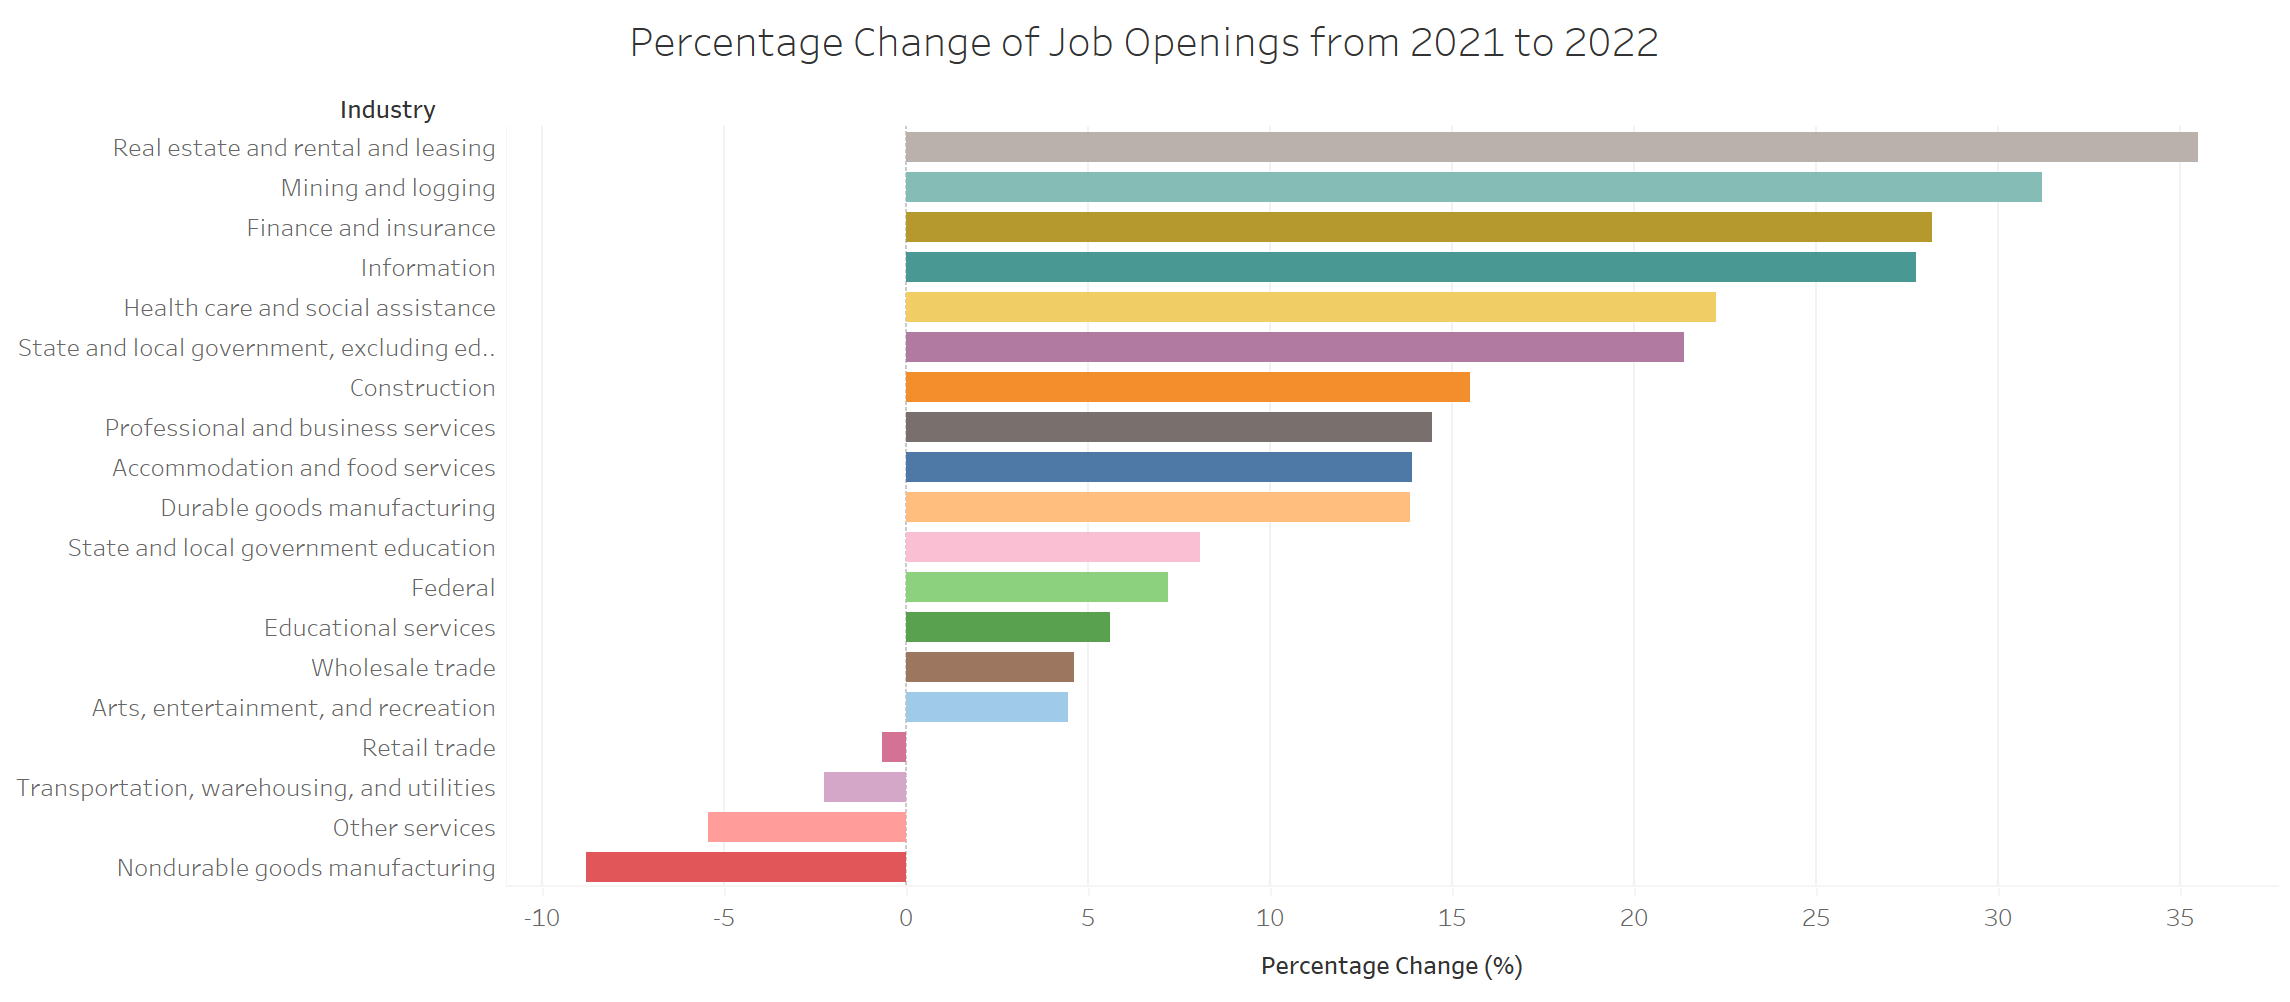 Percentage Change of Job Openings from 2021 to 2022
Industry
Real estate and rental and leasing
Mining and logging
Finance and insurance
Information
Health care and social assistance
State and local government, excluding ed..
Construction
Professional and business services
Accommodation and food services
Durable goods manufacturing
State and local government education
Federal
Educational services
Wholesale trade
Arts, entertainment, and recreation
Retail trade
Transportation, warehousing, and utilities
Other services
Nondurable goods manufacturing
-10 -5 0 5 10 15 20 25 30 35
Percentage Change (%)